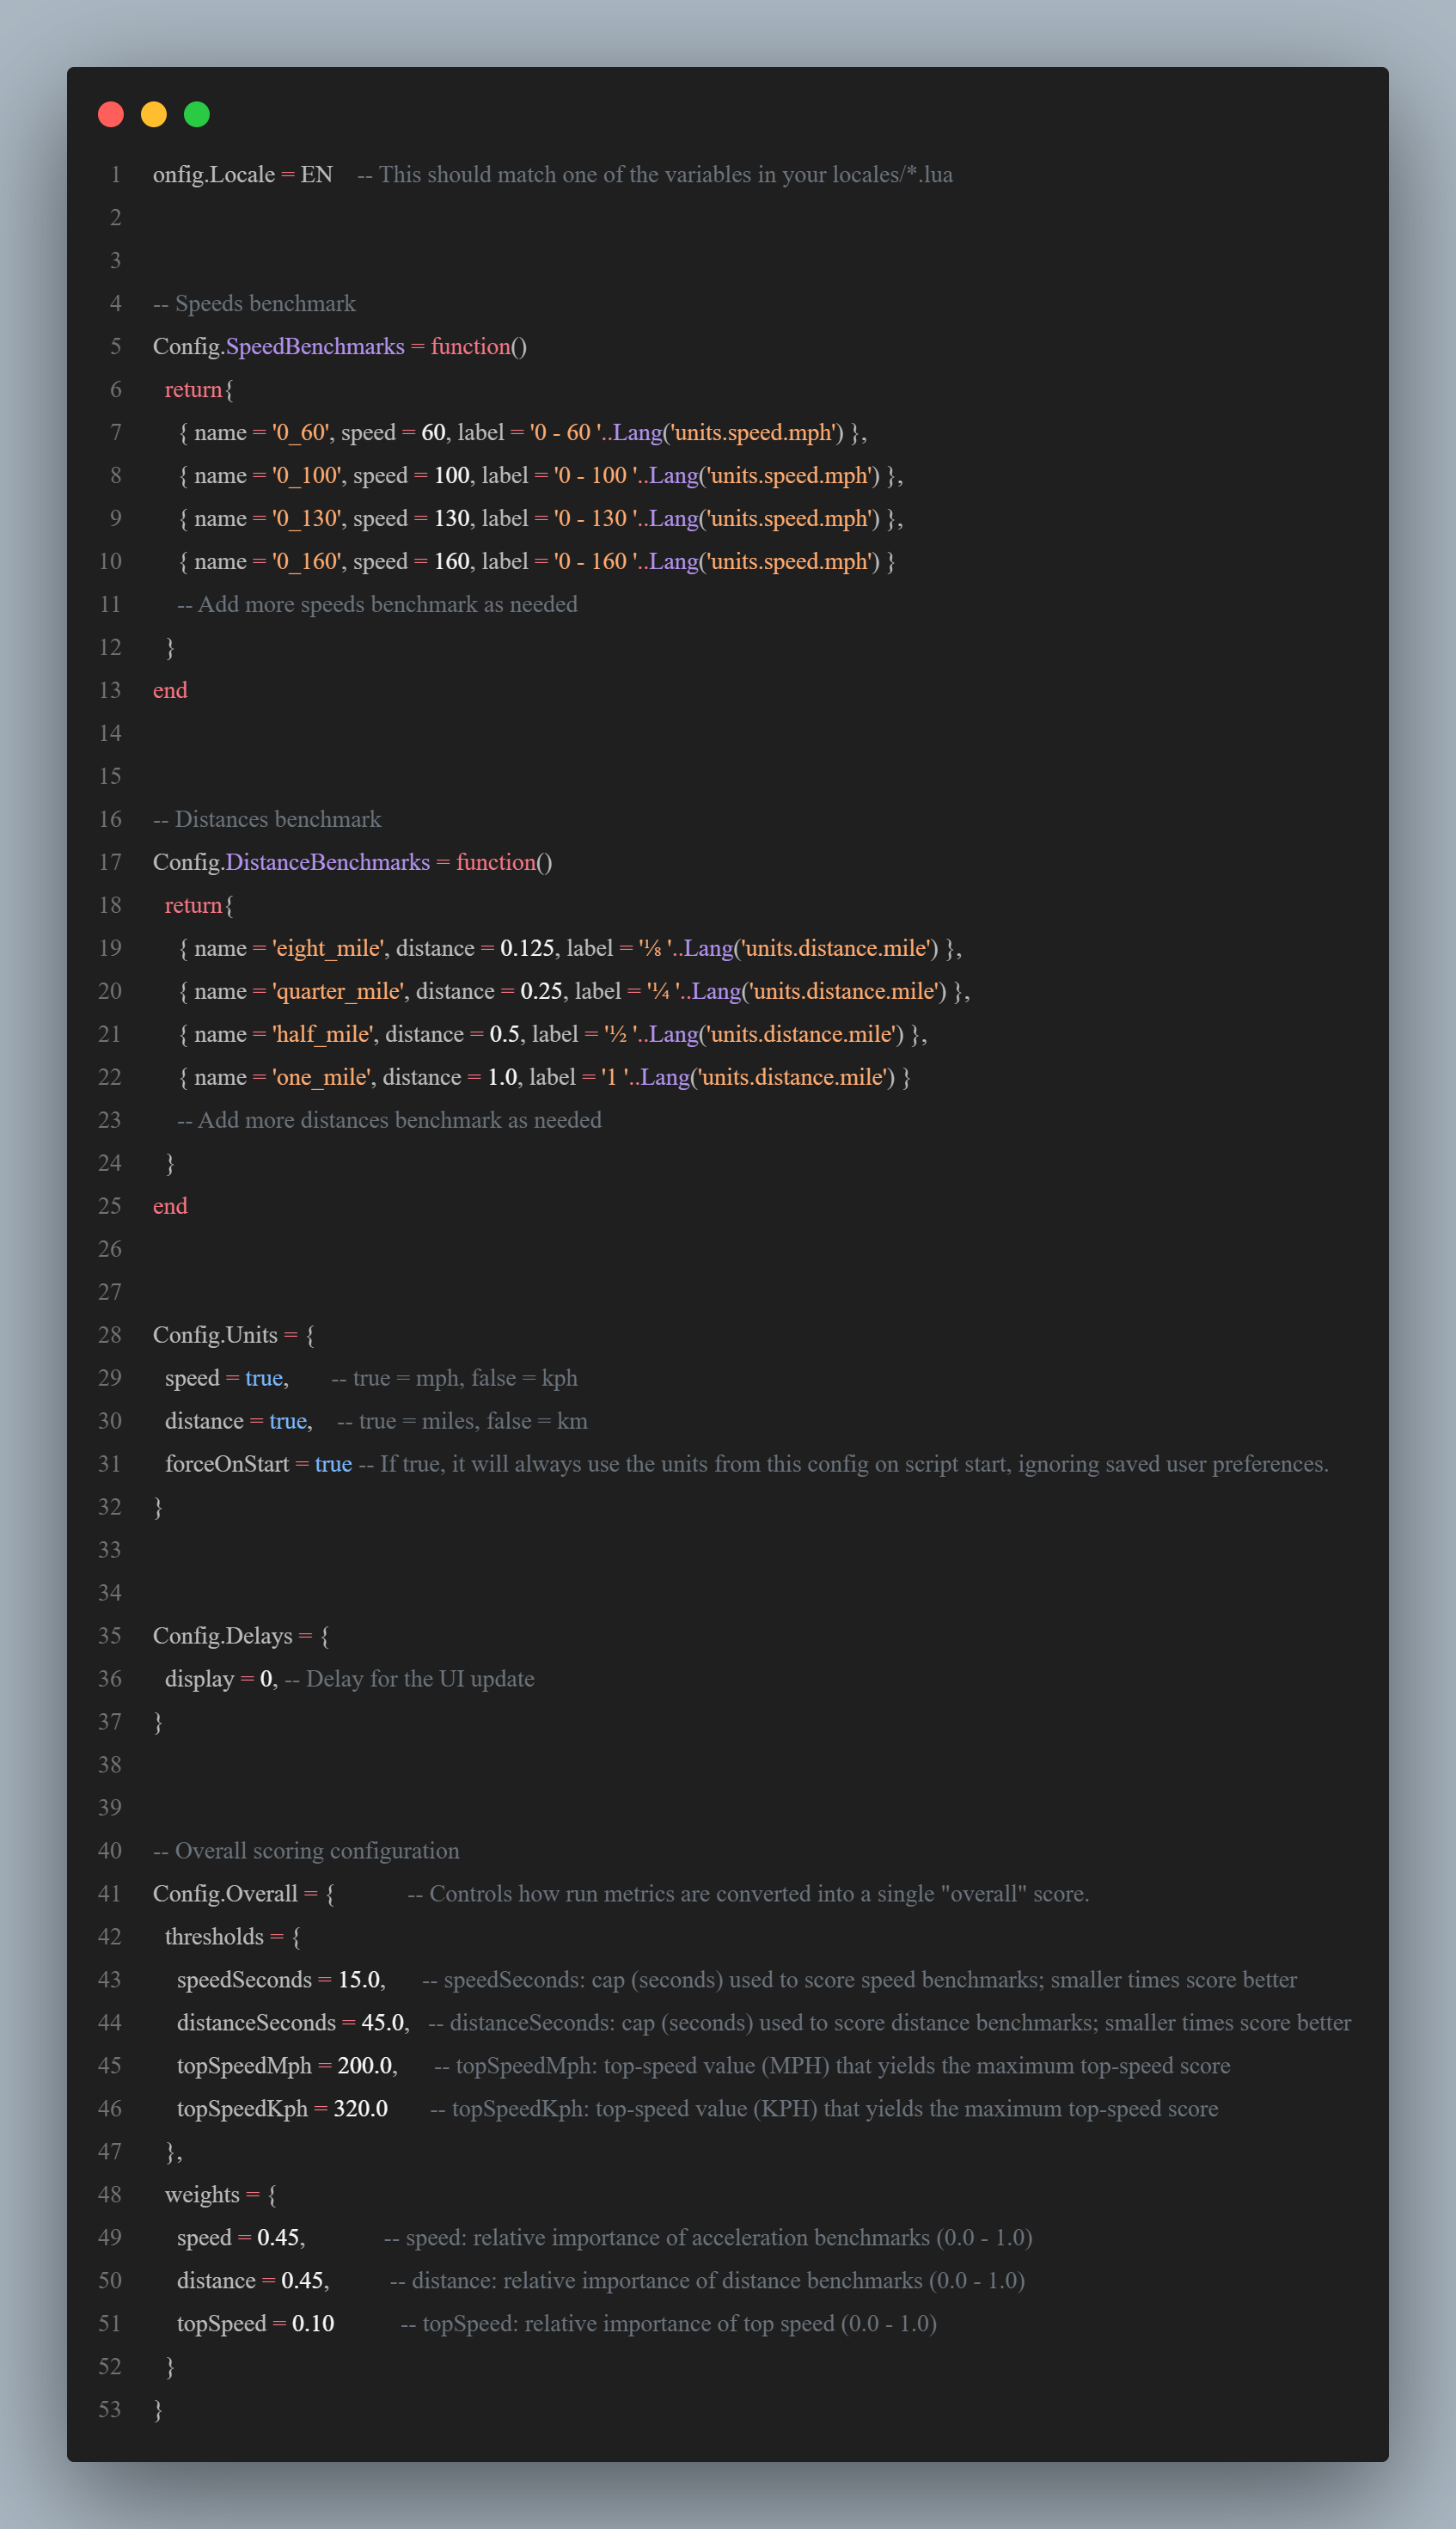 1 onfig.Locale = EN    -- This should match one of the variables in your locales/*.lua
2
3
4 -- Speeds benchmark
5 Config.SpeedBenchmarks = function()
6   return{
7     { name = '0_60', speed = 60, label = '0 - 60 '..Lang('units.speed.mph') },
8     { name = '0_100', speed = 100, label = '0 - 100 '..Lang('units.speed.mph') },
9     { name = '0_130', speed = 130, label = '0 - 130 '..Lang('units.speed.mph') },
10     { name = '0_160', speed = 160, label = '0 - 160 '..Lang('units.speed.mph') }
11     -- Add more speeds benchmark as needed
12   }
13 end
14
15
16 -- Distances benchmark
17 Config.DistanceBenchmarks = function()
18   return{
19     { name = 'eight_mile', distance = 0.125, label = '⅛ '..Lang('units.distance.mile') },
20     { name = 'quarter_mile', distance = 0.25, label = '¼ '..Lang('units.distance.mile') },
21     { name = 'half_mile', distance = 0.5, label = '½ '..Lang('units.distance.mile') },
22     { name = 'one_mile', distance = 1.0, label = '1 '..Lang('units.distance.mile') }
23     -- Add more distances benchmark as needed
24   }
25 end
26
27
28 Config.Units = {
29   speed = true,       -- true = mph, false = kph
30   distance = true,    -- true = miles, false = km
31   forceOnStart = true -- If true, it will always use the units from this config on script start, ignoring saved user preferences.
32 }
33
34
35 Config.Delays = {
36   display = 0, -- Delay for the UI update
37 }
38
39
40 -- Overall scoring configuration
41 Config.Overall = {            -- Controls how run metrics are converted into a single "overall" score.
42   thresholds = {
43     speedSeconds = 15.0,      -- speedSeconds: cap (seconds) used to score speed benchmarks; smaller times score better
44     distanceSeconds = 45.0,   -- distanceSeconds: cap (seconds) used to score distance benchmarks; smaller times score better
45     topSpeedMph = 200.0,      -- topSpeedMph: top-speed value (MPH) that yields the maximum top-speed score
46     topSpeedKph = 320.0       -- topSpeedKph: top-speed value (KPH) that yields the maximum top-speed score
47   },
48   weights = {
49     speed = 0.45,             -- speed: relative importance of acceleration benchmarks (0.0 - 1.0)
50     distance = 0.45,          -- distance: relative importance of distance benchmarks (0.0 - 1.0)
51     topSpeed = 0.10           -- topSpeed: relative importance of top speed (0.0 - 1.0)
52   }
53 }